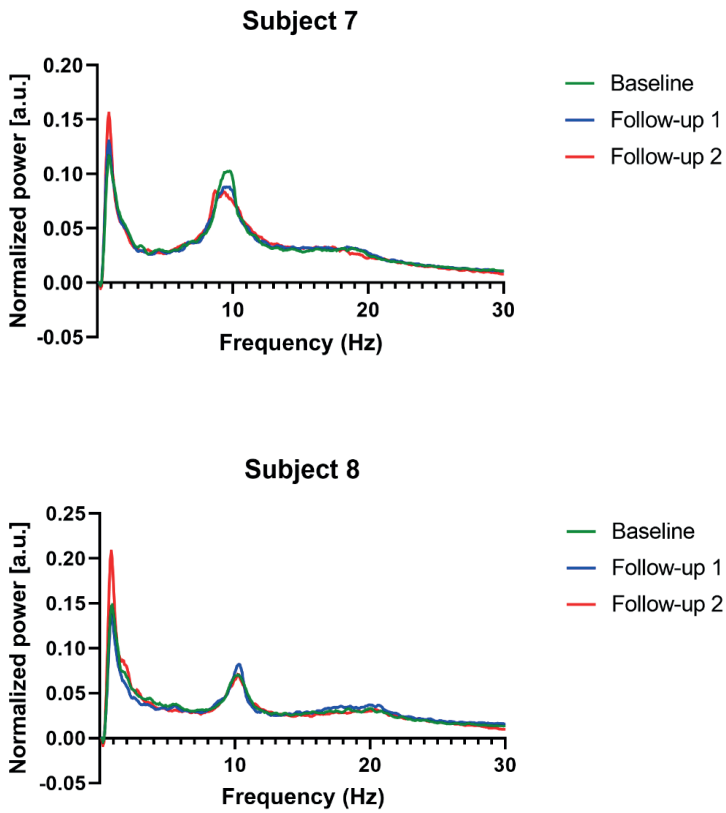 Subject 7
Normalized power [a.u.]
0.20
0.15
0.10
0.05
0.00
-0.05
10
20
30
Frequency (Hz)
Baseline
Follow-up 1
Follow-up 2
Subject 8
Normalized power [a.u.]
0.25
0.20
0.15
0.10
0.05
0.00
-0.05
10
20
30
Frequency (Hz)
Baseline
Follow-up 1
Follow-up 2